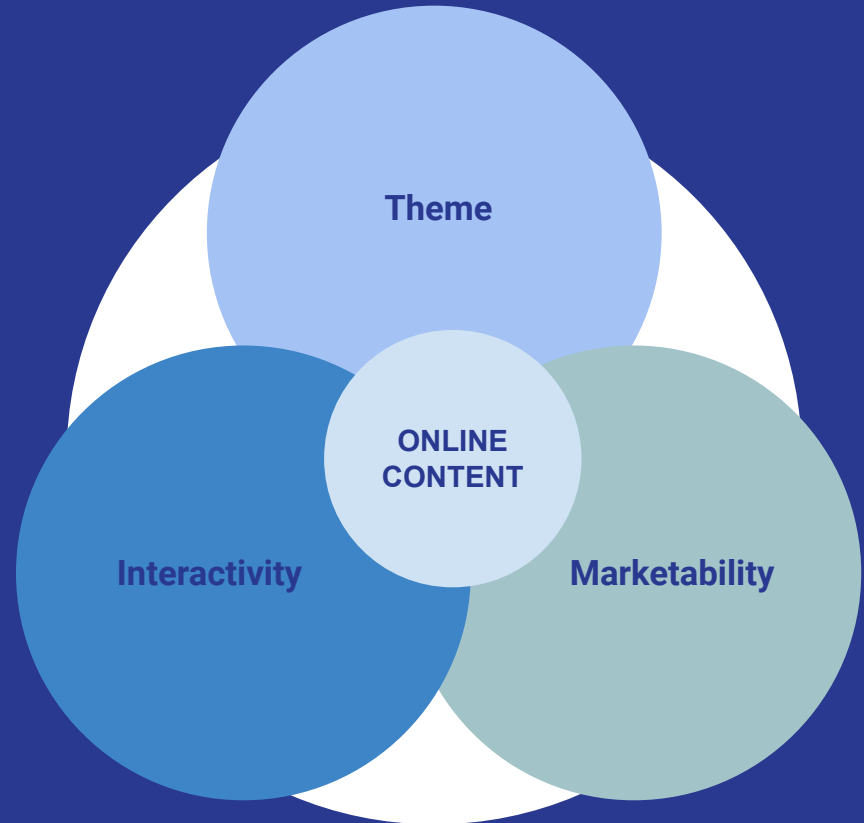 Theme
ONLINE
CONTENT
Interactivity
Marketability